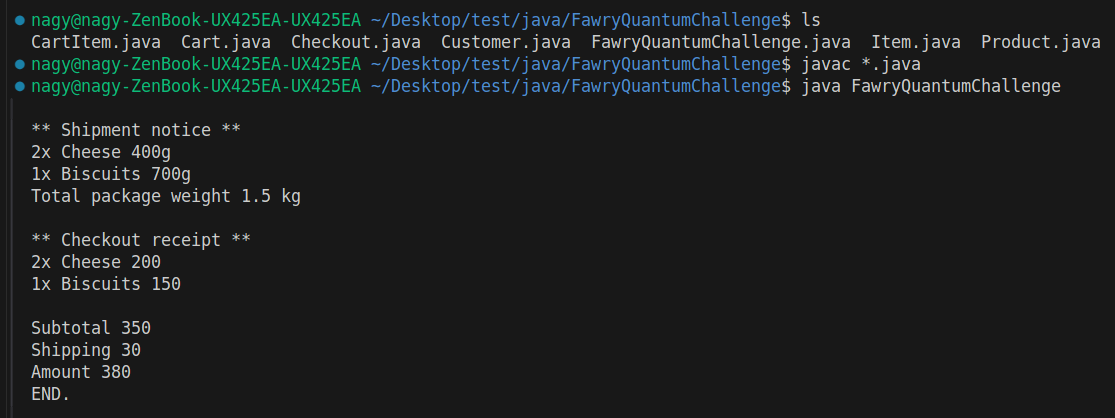 nagy@nagy-ZenBook-UX425EA-UX425EA ~/Desktop/test/java/FawryQuantumChallenge$ ls
CartItem.java  Cart.java  Checkout.java  Customer.java  FawryQuantumChallenge.java  Item.java  Product.java
nagy@nagy-ZenBook-UX425EA-UX425EA ~/Desktop/test/java/FawryQuantumChallenge$ javac *.java
nagy@nagy-ZenBook-UX425EA-UX425EA ~/Desktop/test/java/FawryQuantumChallenge$ java FawryQuantumChallenge
** Shipment notice **
2x Cheese 400g
1x Biscuits 700g
Total package weight 1.5 kg
** Checkout receipt **
2x Cheese 200
1x Biscuits 150
Subtotal 350
Shipping 30
Amount 380
END.